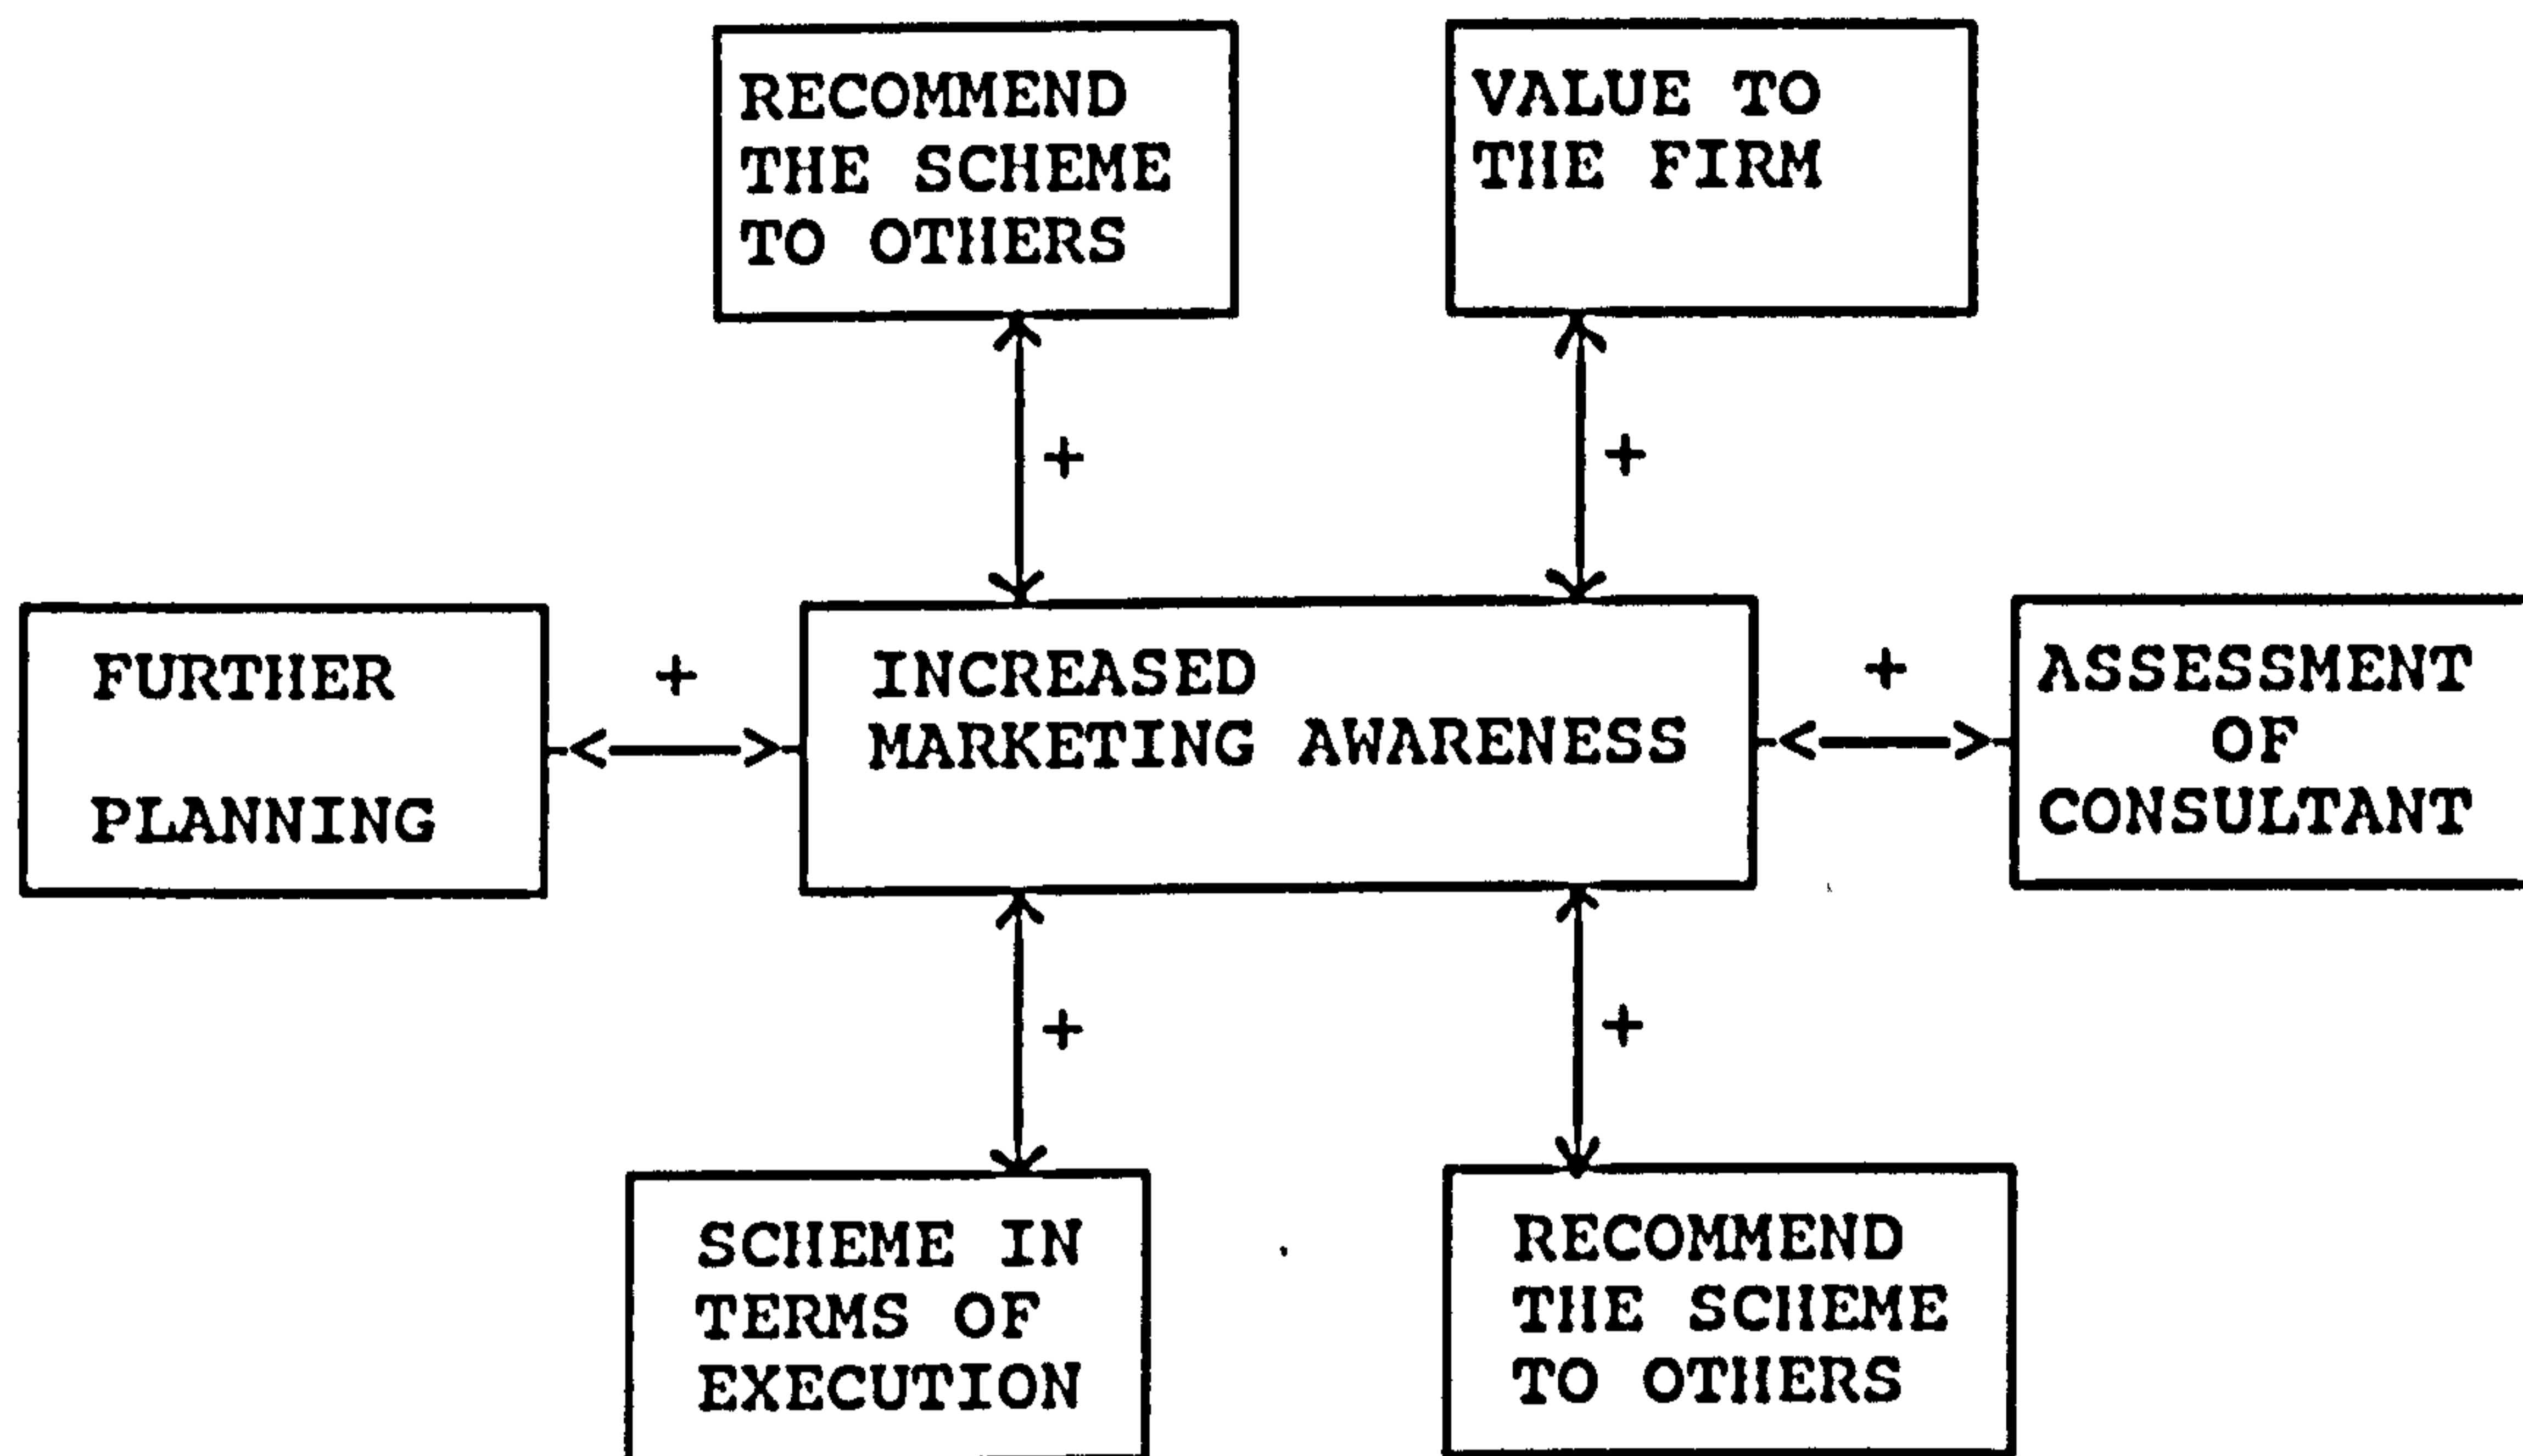 RECOMMEND
THE SCHEME
TO OTHERS
VALUE TO
THE FIRM
+
+
FURTHER
PLANNING
+
INCREASED
MARKETING AWARENESS
+
ASSESSMENT
OF
CONSULTANT
+
+
SCHEME IN
TERMS OF
EXECUTION
RECOMMEND
THE SCHEME
TO OTHERS